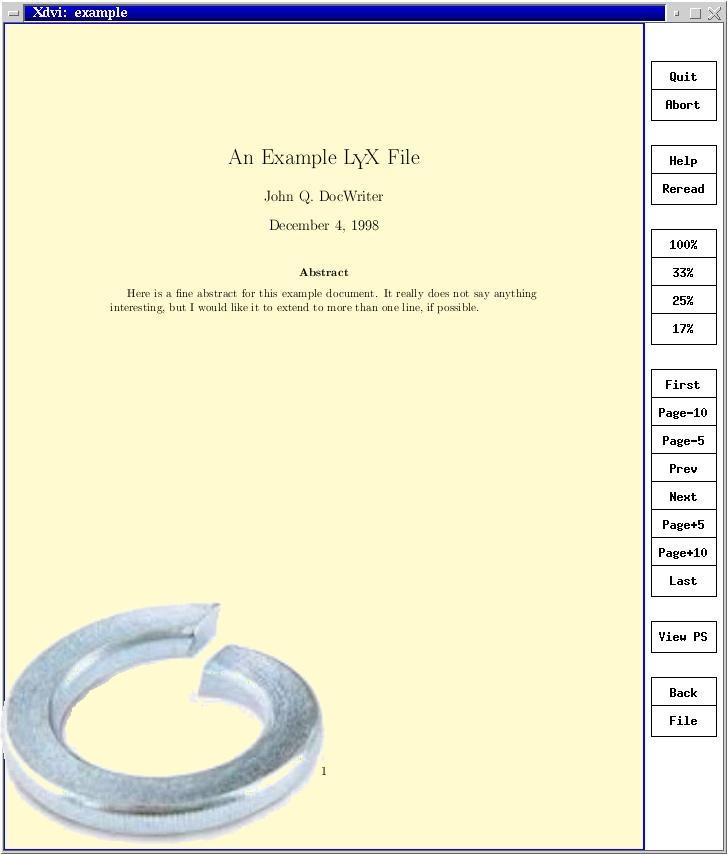 Xdvi: example
An Example LYX File
John Q. DocWriter
December 4, 1998
Abstract
Here is a fine abstract for this example document. It really does not say anything
interesting, but I would like it to extend to more than one line, if possible.
1
Quit
Abort
Help
Reread
100%
33%
25%
17%
First
Page-10
Page-5
Prev
Next
Page+5
Page+10
Last
View PS
Back
File